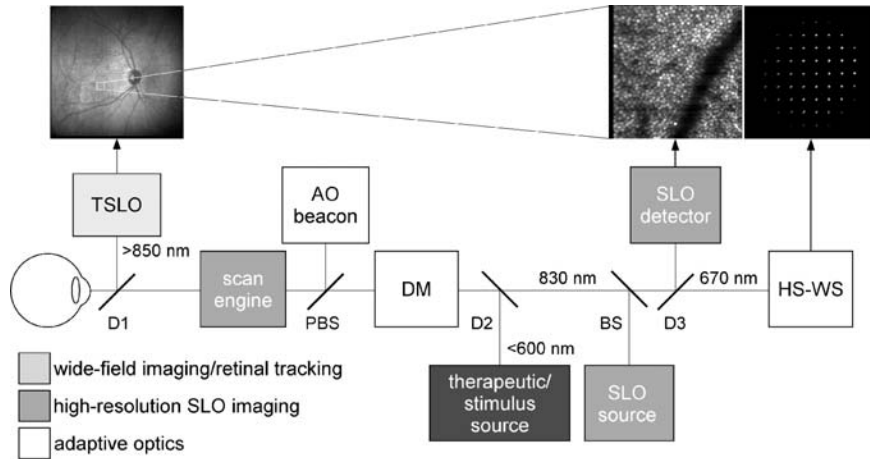 TSLO
AO
beacon
SLO
detector
>850 nm
scan
engine
DM
830 nm
670 nm
HS-WS
D1
PBS
D2
BS
D3
<600 nm
wide-field imaging/retinal tracking
high-resolution SLO imaging
adaptive optics
therapeutic/
stimulus
source
SLO
source